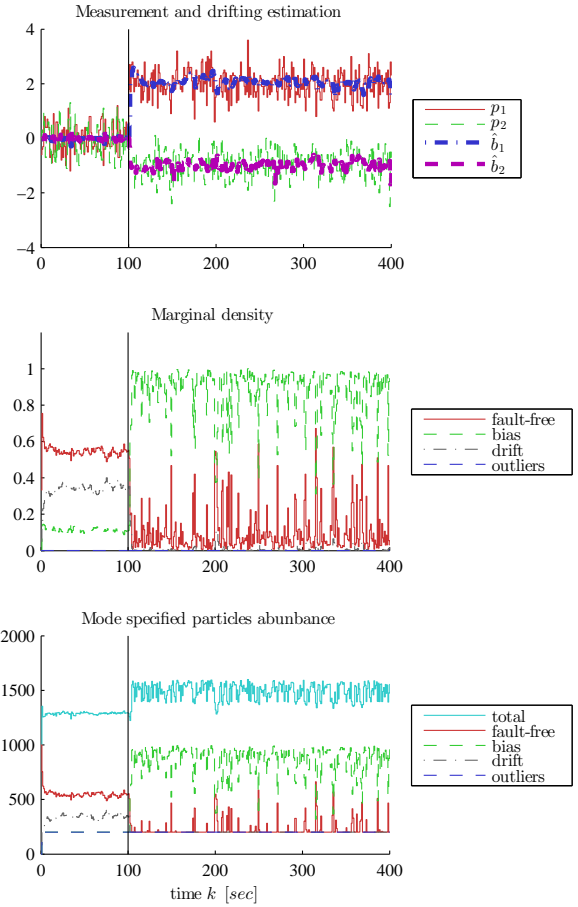 Measurement and drifting estimation
4
2
0
−2
−4
0 100 200 300 400
p₁
p₂
b̂₁
b̂₂
Marginal density
1
0.8
0.6
0.4
0.2
0
0 100 200 300 400
fault-free
bias
drift
outliers
Mode specified particles abunbance
2000
1500
1000
500
0
0 100 200 300 400
time k [sec]
total
fault-free
bias
drift
outliers